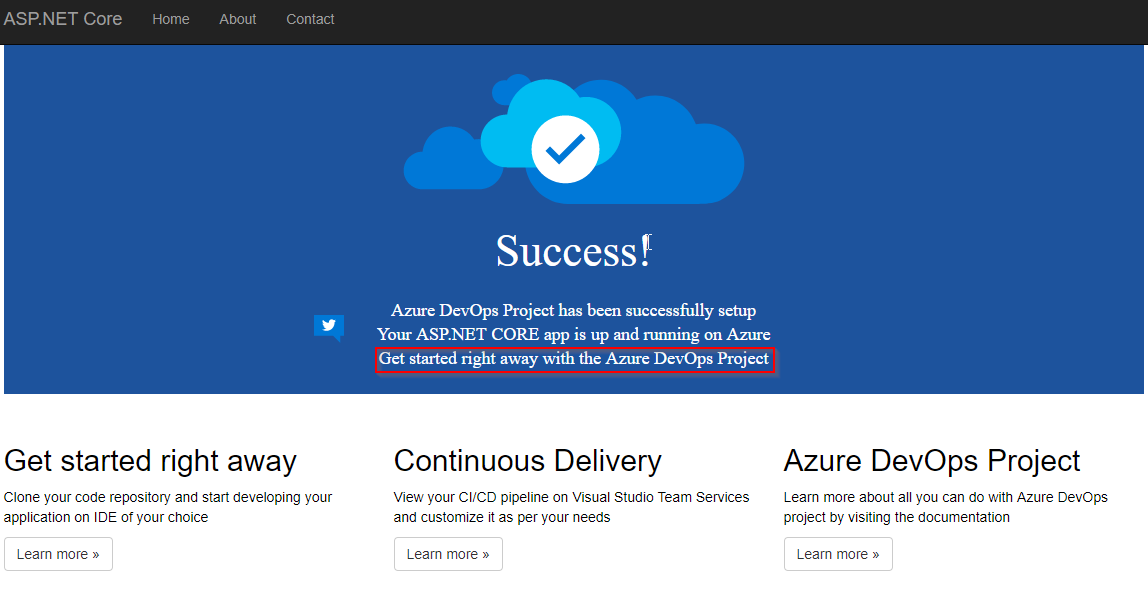 ASP.NET Core Home About Contact
Success!
Azure DevOps Project has been successfully setup
Your ASP.NET CORE app is up and running on Azure
Get started right away with the Azure DevOps Project
Get started right away
Clone your code repository and start developing your
application on IDE of your choice
Learn more »
Continuous Delivery
View your CI/CD pipeline on Visual Studio Team Services
and customize it as per your needs
Learn more »
Azure DevOps Project
Learn more about all you can do with Azure DevOps
project by visiting the documentation
Learn more »